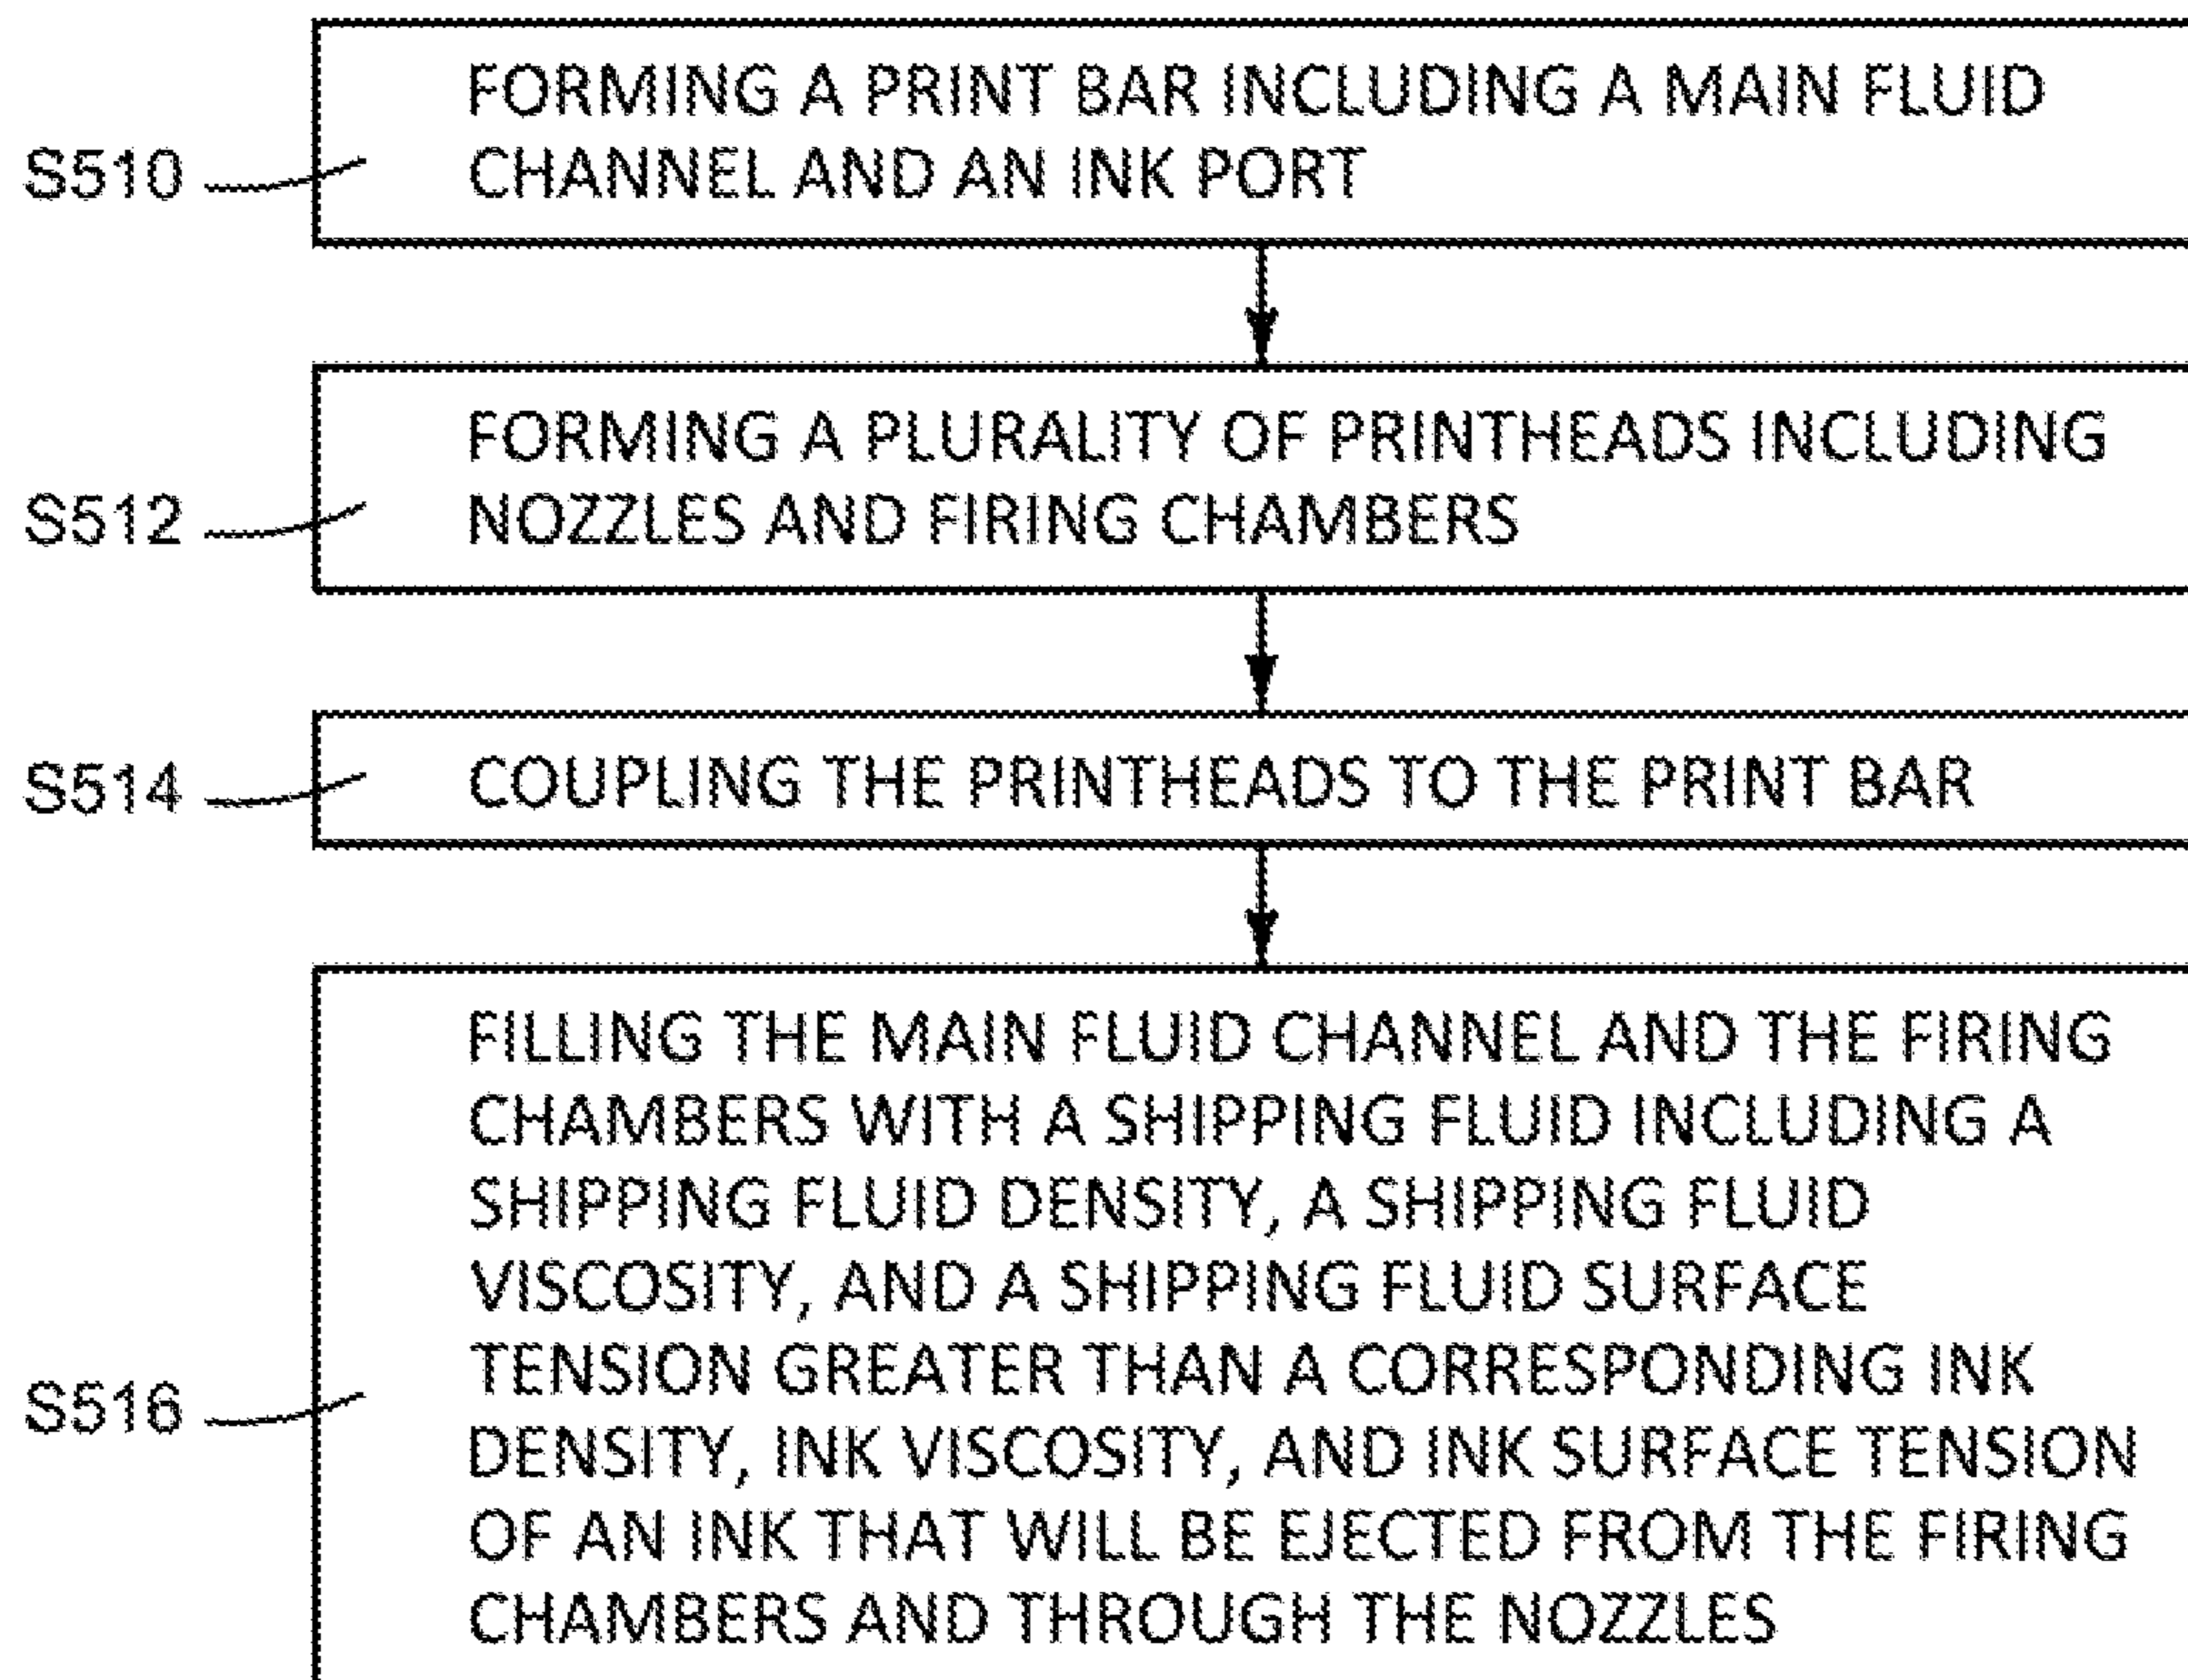 FORMING A PRINT BAR INCLUDING A MAIN FLUID
S510 CHANNEL AND AN INK PORT
FORMING A PLURALITY OF PRINTHEADS INCLUDING
S512 NOZZLES AND FIRING CHAMBERS
S514 COUPLING THE PRINTHEADS TO THE PRINT BAR
FILLING THE MAIN FLUID CHANNEL AND THE FIRING
CHAMBERS WITH A SHIPPING FLUID INCLUDING A
SHIPPING FLUID DENSITY, A SHIPPING FLUID
VISCOSITY, AND A SHIPPING FLUID SURFACE
TENSION GREATER THAN A CORRESPONDING INK
S516 DENSITY, INK VISCOSITY, AND INK SURFACE TENSION
OF AN INK THAT WILL BE EJECTED FROM THE FIRING
CHAMBERS AND THROUGH THE NOZZLES